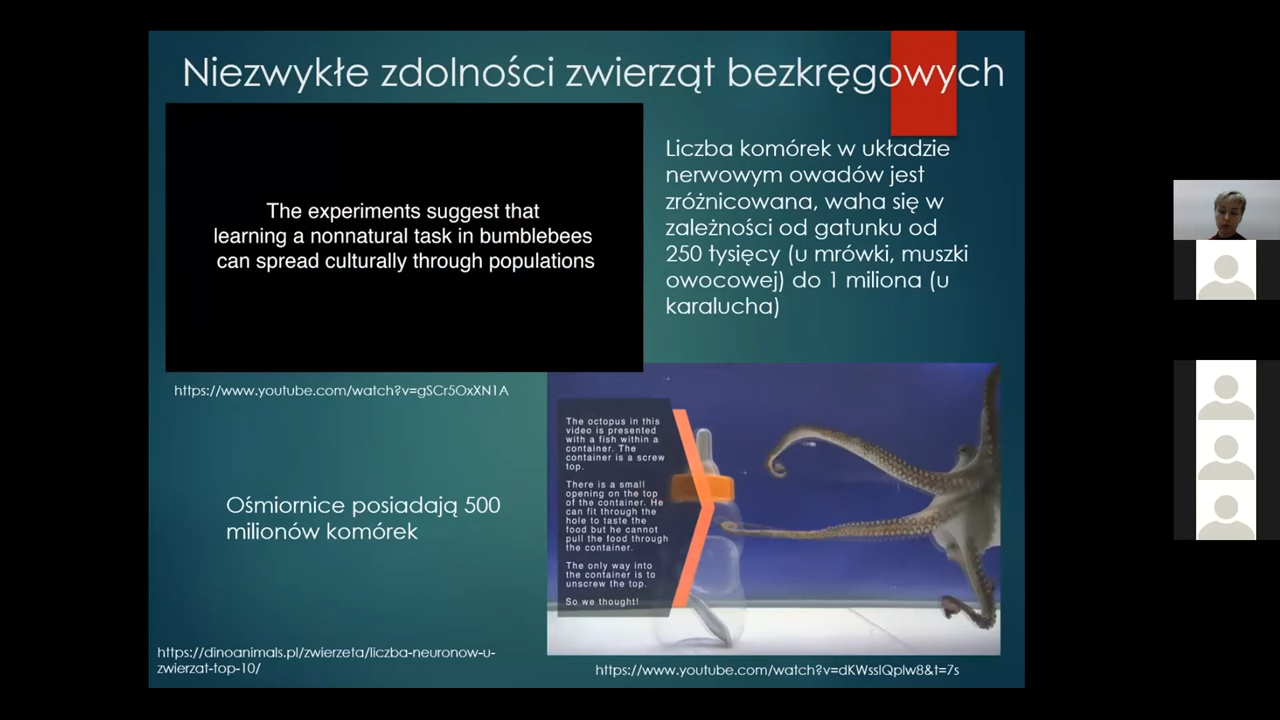 Niezwykłe zdolności zwierząt bezkręgowych
The experiments suggest that
learning a nonnatural task in bumblebees
can spread culturally through populations
https://www.youtube.com/watch?v=gSCr5OxXN1A
Liczba komórek w układzie
nerwowym owadów jest
zróżnicowana, waha się w
zależności od gatunku od
250 tysięcy (u mrówki, muszki
owocowej) do 1 miliona (u
karalucha)
Ośmiornice posiadają 500
milionów komórek
The octopus in this
video is presented
with a fish within a
container. The
container is a screw
top.
There is a small
opening on the top
of the container. He
can fit through the
hole to taste the
food but he cannot
pull the food through
the container.
The only way into
the container is to
unscrew the top.
So we thought!
https://dinoanimals.pl/zwierzeta/liczba-neuronow-u-
zwierzat-top-10/
https://www.youtube.com/watch?v=dKWssIQpIw8&t=7s